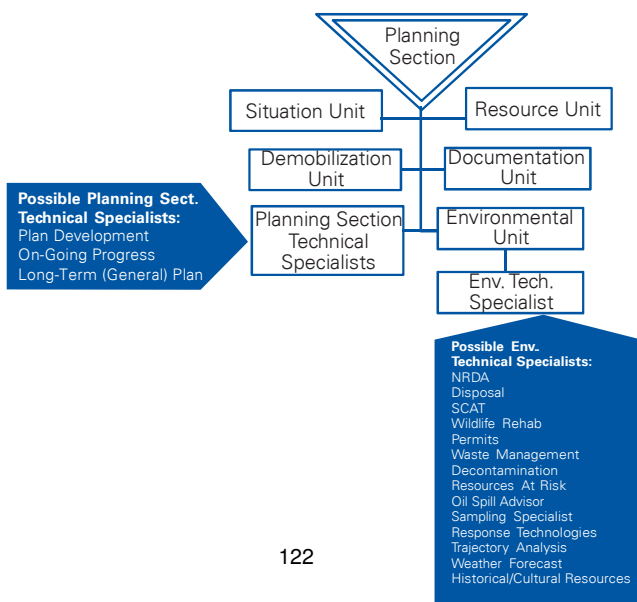 Planning
Section
Situation Unit
Resource Unit
Demobilization
Unit
Documentation
Unit
Possible Planning Sect.
Technical Specialists:
Plan Development
On-Going Progress
Long-Term (General) Plan
Planning Section
Technical
Specialists
Environmental
Unit
Env. Tech.
Specialist
Possible Env.
Technical Specialists:
NRDA
Disposal
SCAT
Wildlife Rehab
Permits
Waste Management
Decontamination
Resources At Risk
Oil Spill Advisor
Sampling Specialist
Response Technologies
Trajectory Analysis
Weather Forecast
Historical/Cultural Resources
122